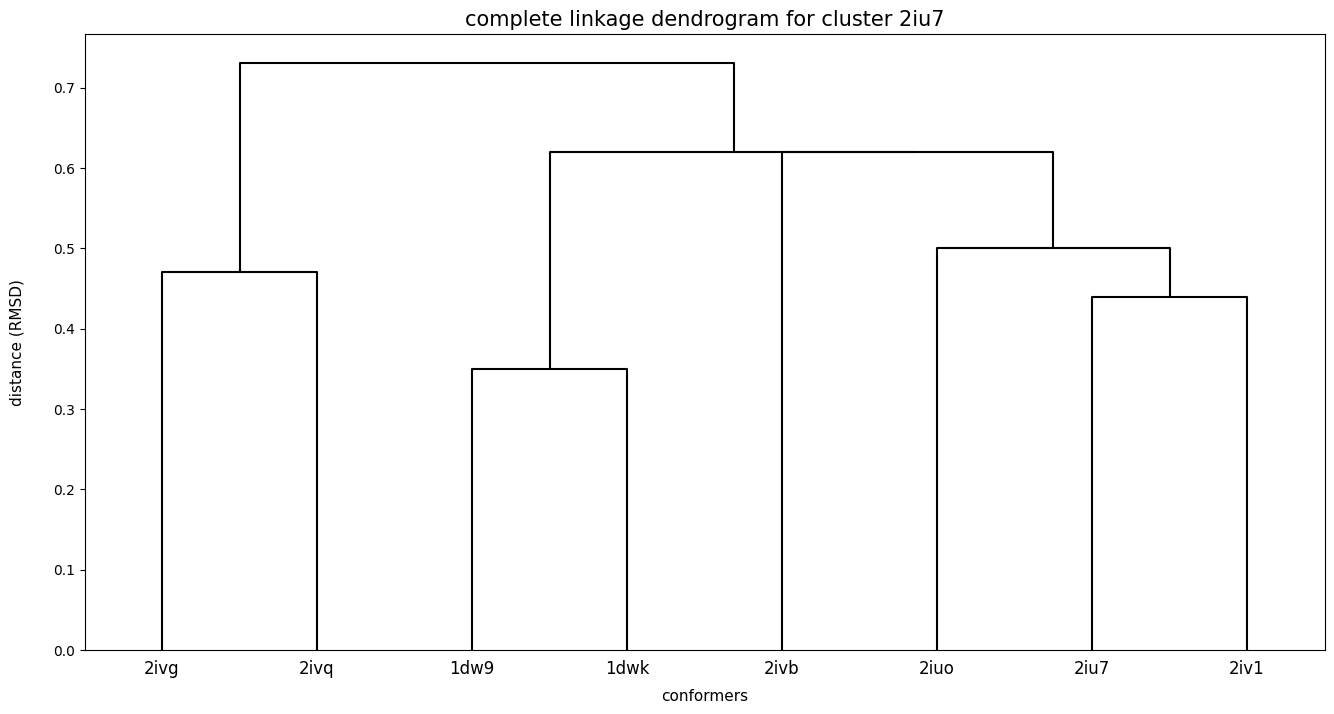 complete linkage dendrogram for cluster 2iu7
0.7
0.6
0.5
0.4
0.3
0.2
0.1
0.0
distance (RMSD)
2ivg 2ivq 1dw9 1dwk 2ivb 2iuo 2iu7 2iv1
conformers